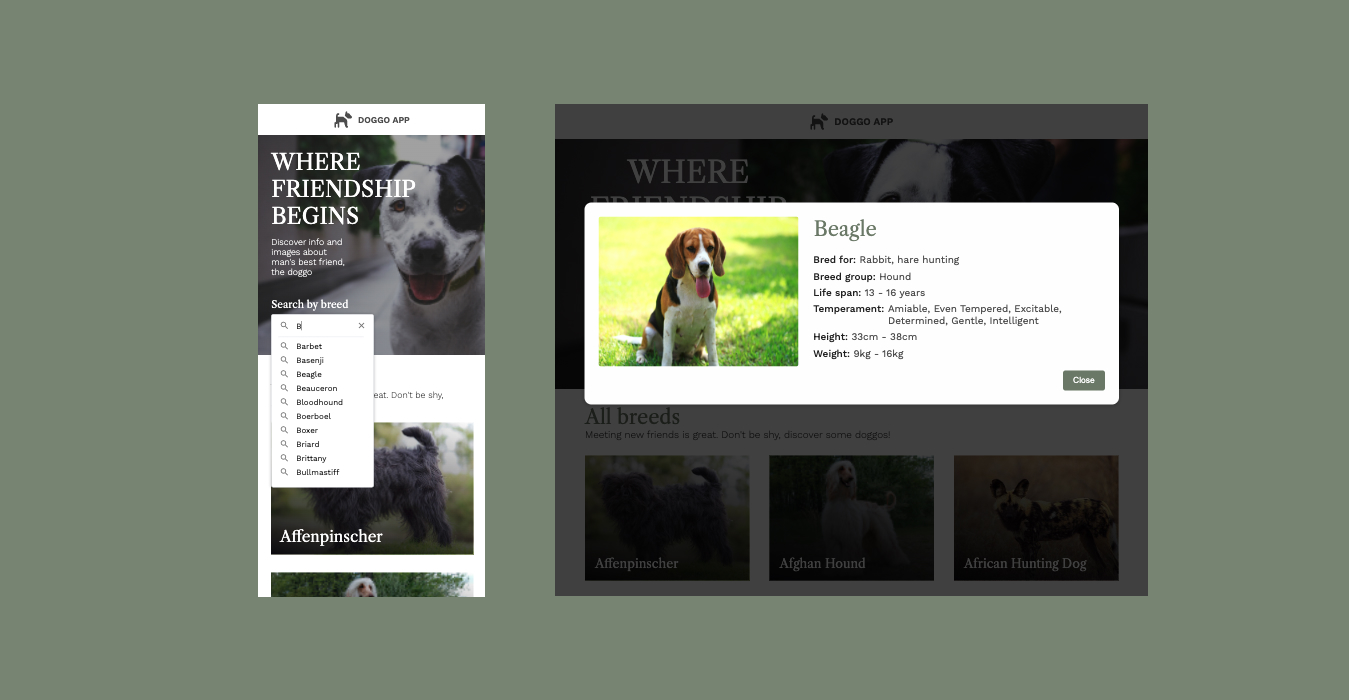 DOGGO APP
WHERE
FRIENDSHIP
BEGINS
Discover info and
images about
man's best friend,
the doggo
Search by breed
B
Barbet
Basenji
Beagle
Beauceron
Bloodhound
Boerboel
Boxer
Briard
Brittany
Bullmastiff
eat. Don't be shy,
Affenpinscher
DOGGO APP
WHERE
FRIENDSHIP
Beagle
Bred for: Rabbit, hare hunting
Breed group: Hound
Life span: 13 - 16 years
Temperament: Amiable, Even Tempered, Excitable,
Determined, Gentle, Intelligent
Height: 33cm - 38cm
Weight: 9kg - 16kg
Close
All breeds
Meeting new friends is great. Don't be shy, discover some doggos!
Affenpinscher
Afghan Hound
African Hunting Dog